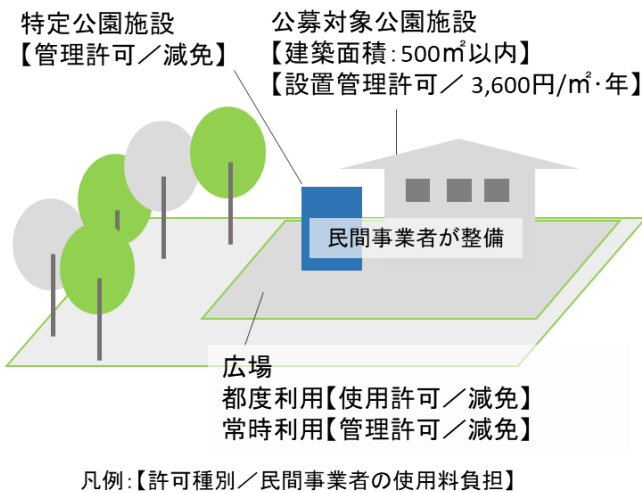 特定公園施設
【管理許可／減免】
公募対象公園施設
【建築面積：500㎡以内】
【設置管理許可／ 3,600円/㎡･年】
民間事業者が整備
広場
都度利用【使用許可／減免】
常時利用【管理許可／減免】
凡例：【許可種別／民間事業者の使用料負担】